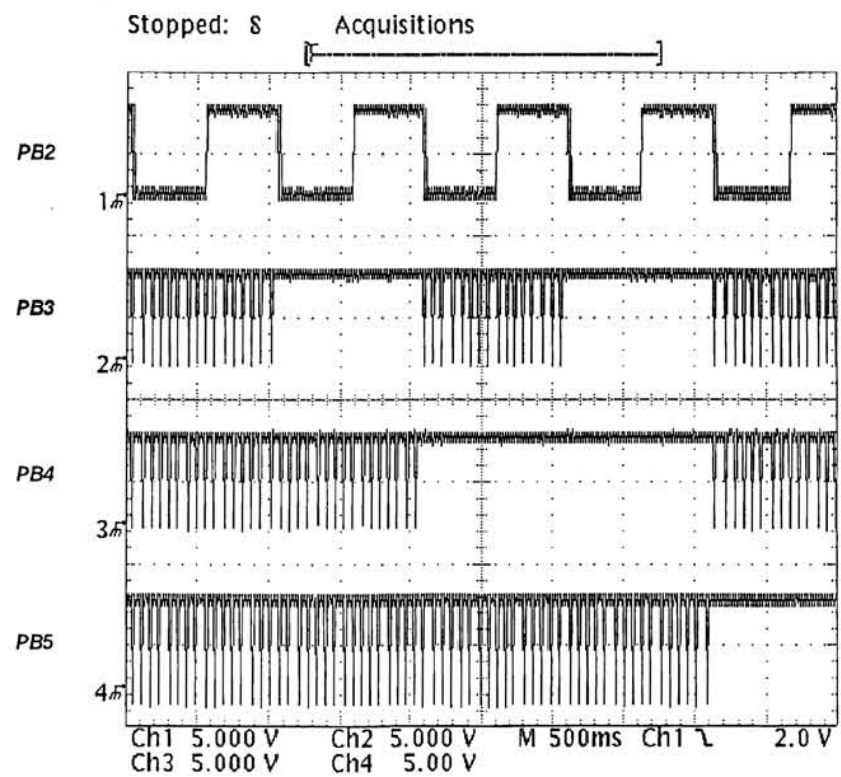 Stopped: 8 Acquisitions
PB2
1
PB3
2
PB4
3
PB5
4
Ch1 5.000 V Ch2 5.000 V M 500ms Ch1 2.0 V
Ch3 5.000 V Ch4 5.00 V